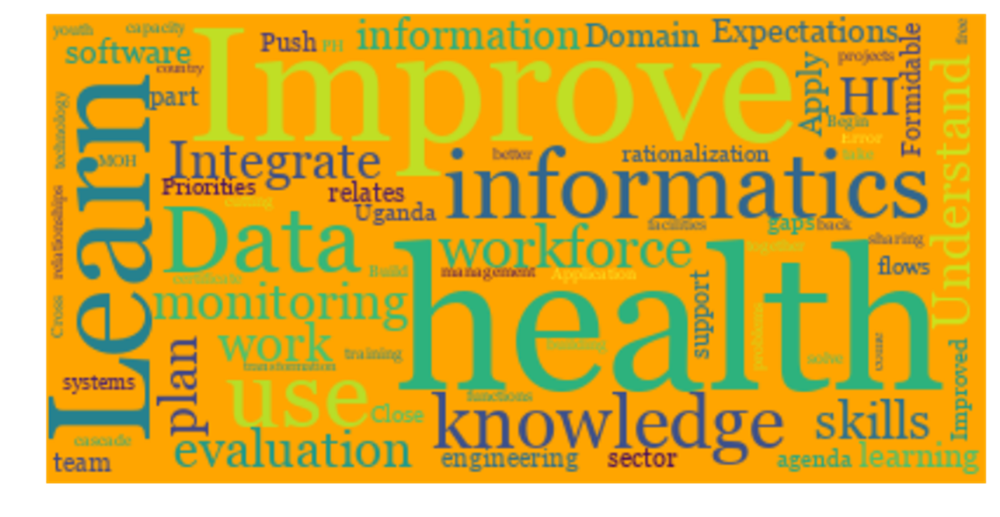 youth
capacity
software
country
part
Push
PH
information
Domain
Expectations
free
Improve
projects
Apply
HI
Formidable
Begin
Error
take
Understand
Learn
technology
MOH
Integrate
better
rationalization
informatics
Priorities
relates
cutting
Uganda
relationships
Data
workforce
facilities
gaps
back
sharing
together
flows
certificate
Build
management
Application
monitoring
health
support
Cross
work
training
building
problems
solve
come
transformation
plan
use
systems
functions
Close
knowledge
skills
Improved
cascade
evaluation
engineering
sector
agenda
learning
team